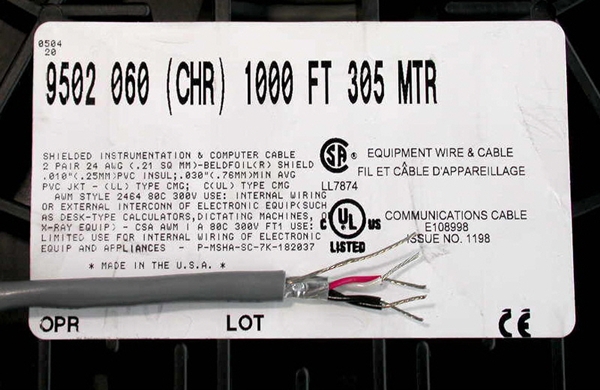 0504
20
9502 060 (CHR) 1000 FT 305 MTR
SHIELDED INSTRUMENTATION & COMPUTER CABLE
2 PAIR 24 AWG (.21 SQ MM)-BELDFOIL(R) SHIELD
.010"(.25MM)PVC INSUL;.030"(.76MM)MIN AVG
PVC JKT - (UL) TYPE CMG; C(UL) TYPE CMG
AWM STYLE 2464 80C 300V USE: INTERNAL WIRING
OR EXTERNAL INTERCONN OF ELECTRONIC EQUIP(SUCH
AS DESK-TYPE CALCULATORS,DICTATING MACHINES, OR
X-RAY EQUIP) - CSA AWM I A 80C 300V FT1 USE:
LIMITED USE FOR INTERNAL WIRING OF ELECTRONIC
EQUIP AND APPLIANCES - P-MSHA-SC-7K-182037
* MADE IN THE U.S.A. *
SA
LL7874
EQUIPMENT WIRE & CABLE
FIL ET CÂBLE D'APPAREILLAGE
C UL US
LISTED
COMMUNICATIONS CABLE
E108998
ISSUE NO. 1198
OPR LOT CE